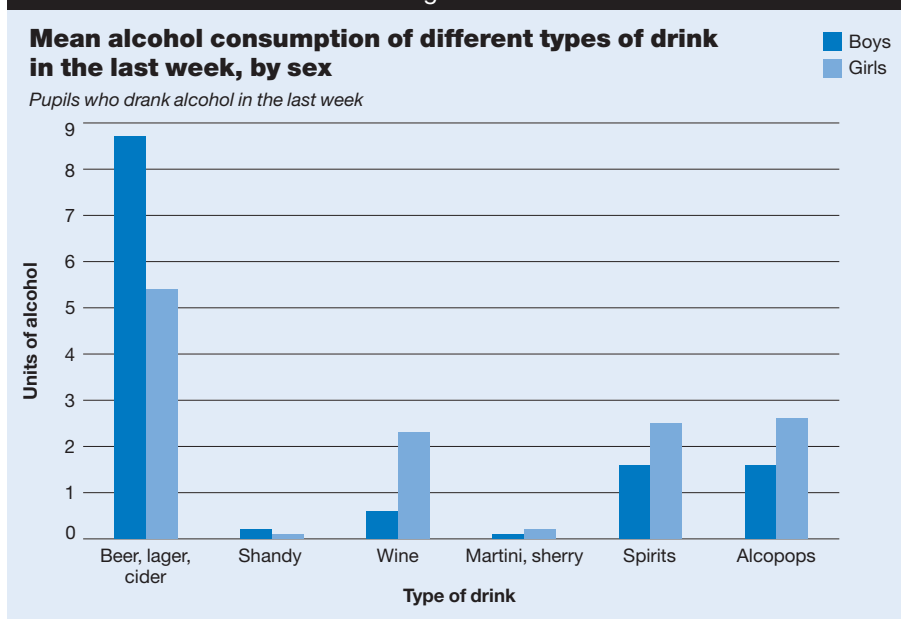 Mean alcohol consumption of different types of drink
in the last week, by sex
Pupils who drank alcohol in the last week
Boys
Girls
Units of alcohol
9
8
7
6
5
4
3
2
1
0
Beer, lager,
cider
Shandy
Wine
Martini, sherry
Spirits
Alcopops
Type of drink